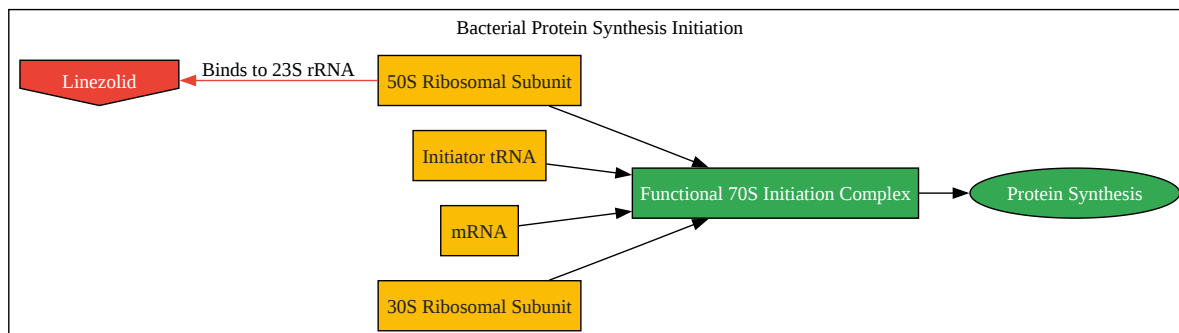 Bacterial Protein Synthesis Initiation
Linezolid
Binds to 23S rRNA
50S Ribosomal Subunit
Initiator tRNA
Functional 70S Initiation Complex
Protein Synthesis
mRNA
30S Ribosomal Subunit